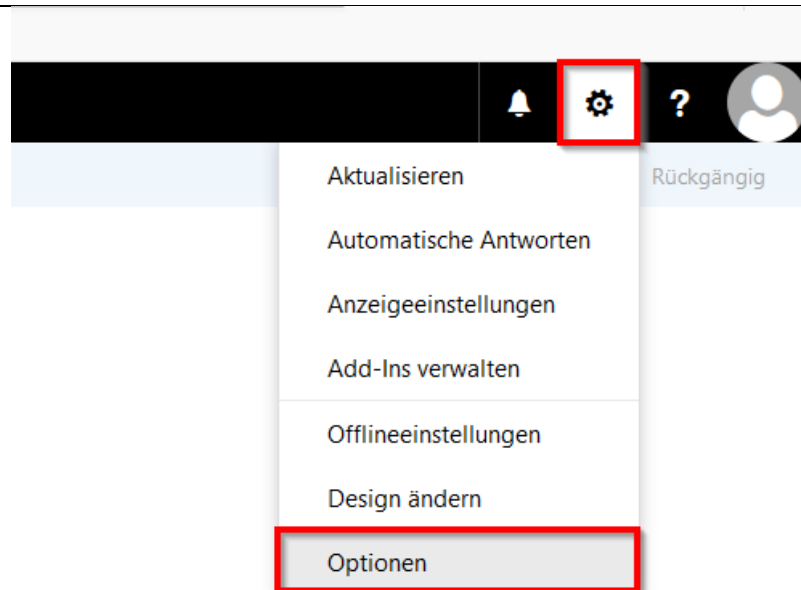 ?
Aktualisieren
Rückgängig
Automatische Antworten
Anzeigeeinstellungen
Add-Ins verwalten
Offlineeinstellungen
Design ändern
Optionen